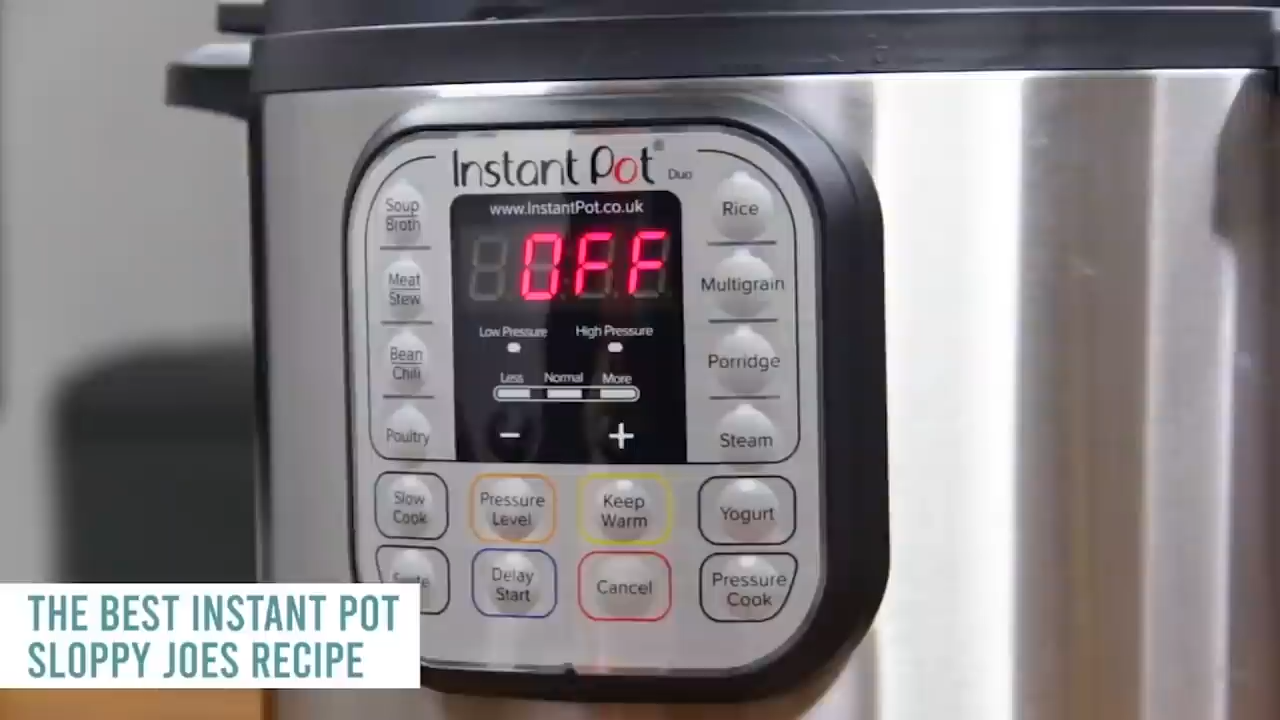 Instant Pot® Duo
www.InstantPot.co.uk
OFF
Low Pressure High Pressure
Less Normal More
− +
Soup
Broth
Meat
Stew
Bean
Chili
Poultry
Rice
Multigrain
Porridge
Steam
Slow
Cook
Pressure
Level
Keep
Warm
Yogurt
Delay
Start
Cancel
Pressure
Cook
THE BEST INSTANT POT
SLOPPY JOES RECIPE